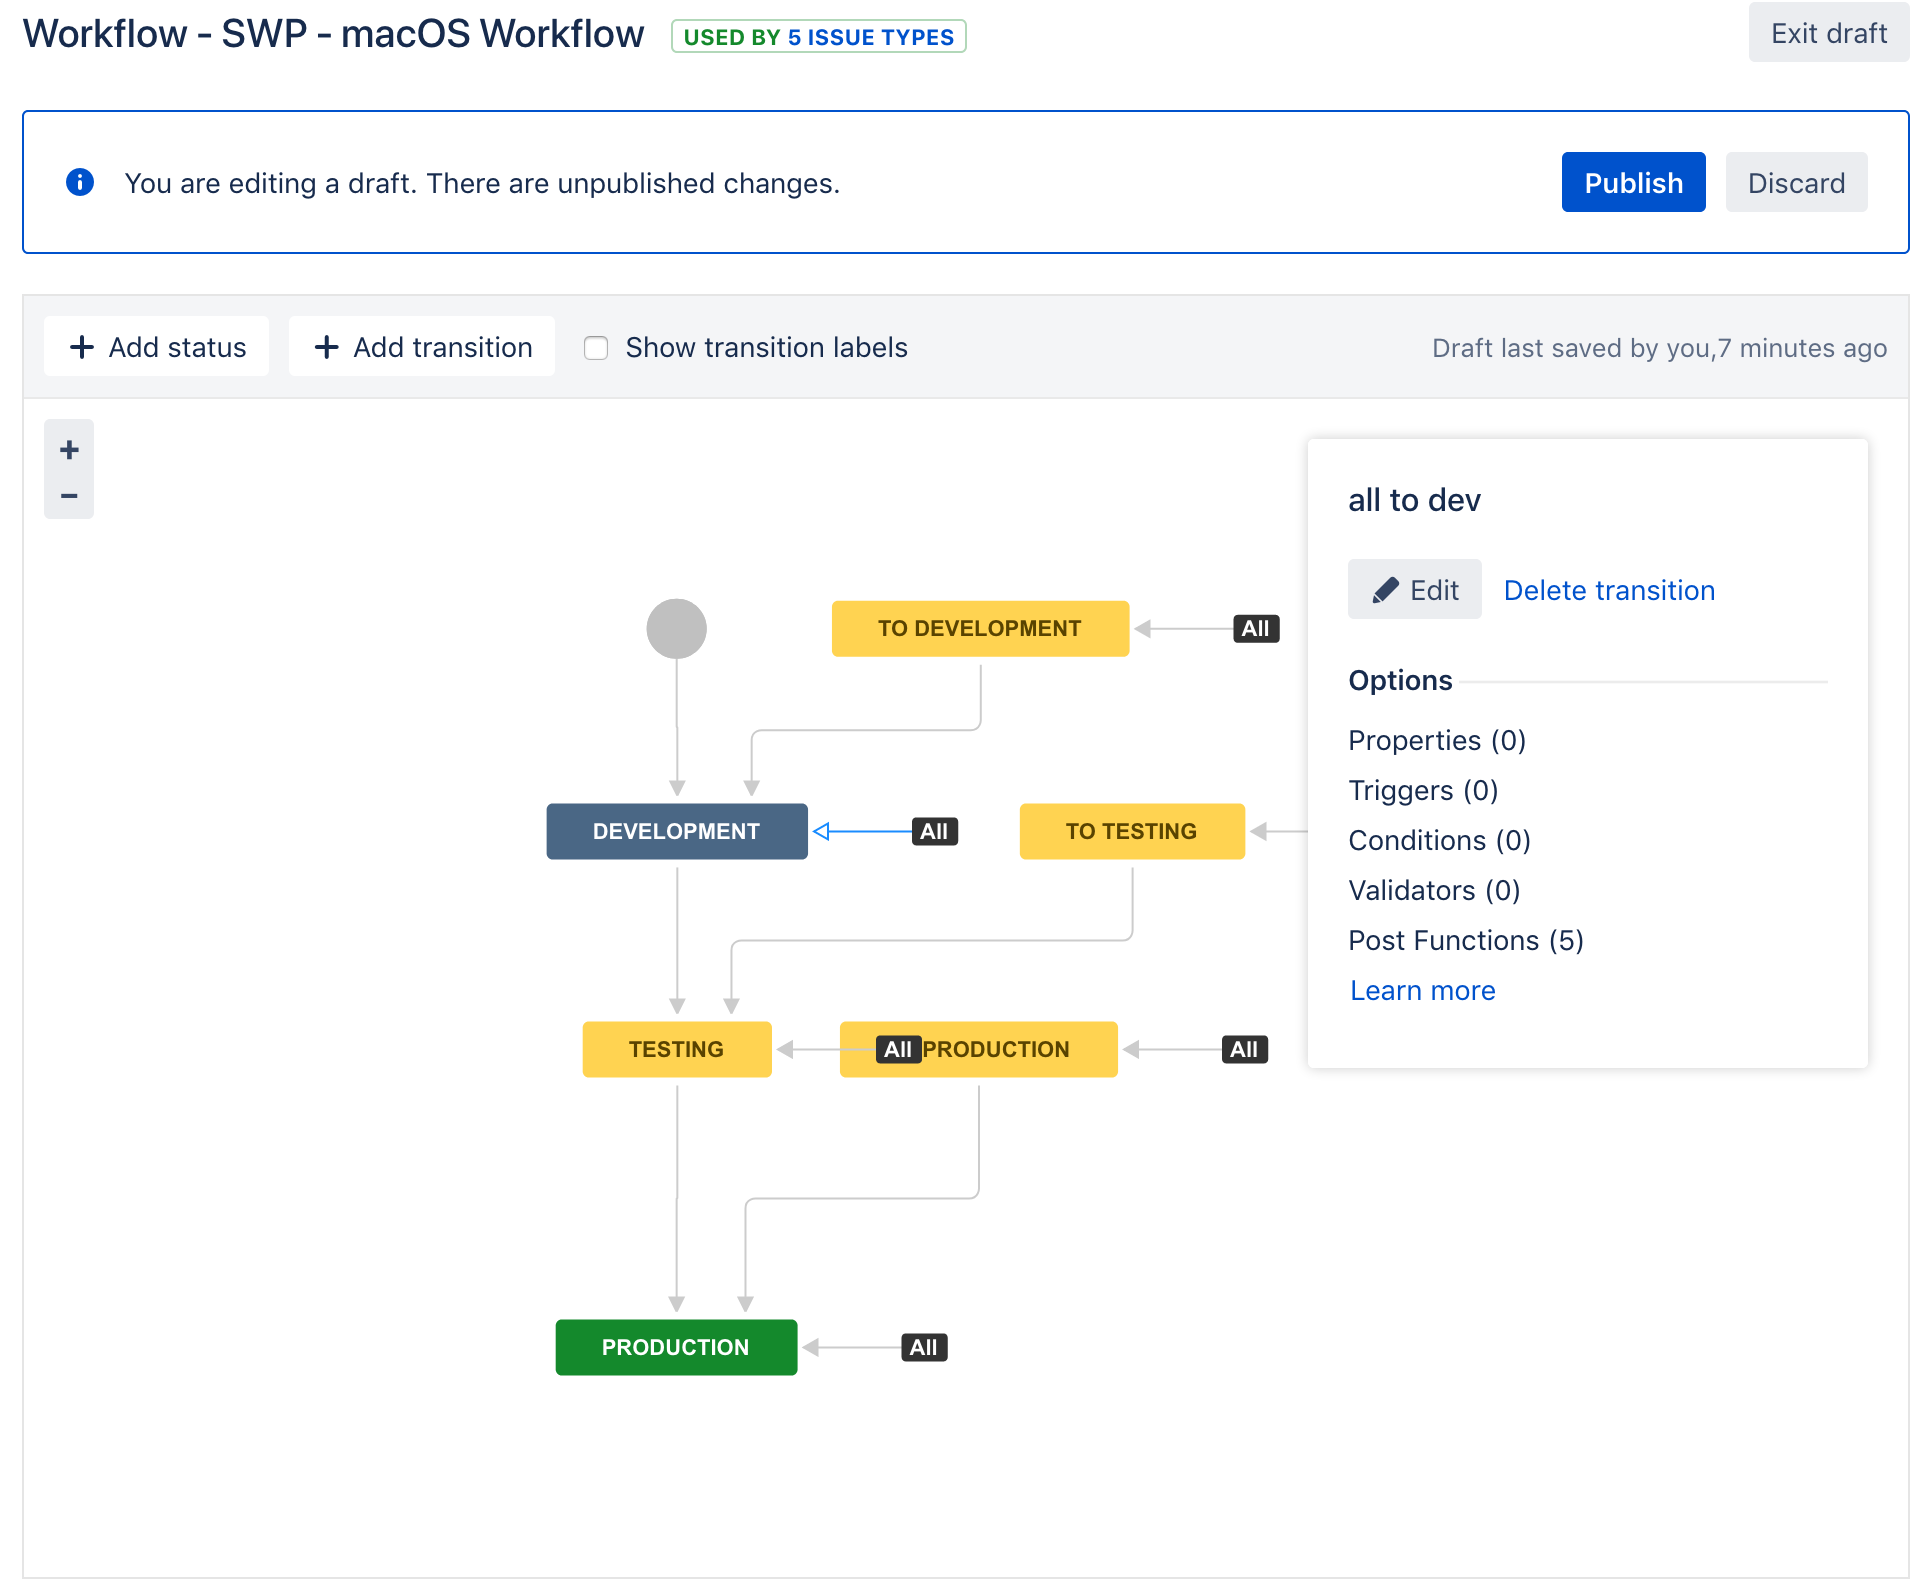 Workflow - SWP - macOS Workflow
USED BY 5 ISSUE TYPES
Exit draft
You are editing a draft. There are unpublished changes.
Publish
Discard
Add status
Add transition
Show transition labels
Draft last saved by you,7 minutes ago
all to dev
Edit
Delete transition
Options
Properties (0)
Triggers (0)
Conditions (0)
Validators (0)
Post Functions (5)
Learn more
TO DEVELOPMENT
All
DEVELOPMENT
All
TO TESTING
TESTING
All
PRODUCTION
All
PRODUCTION
All